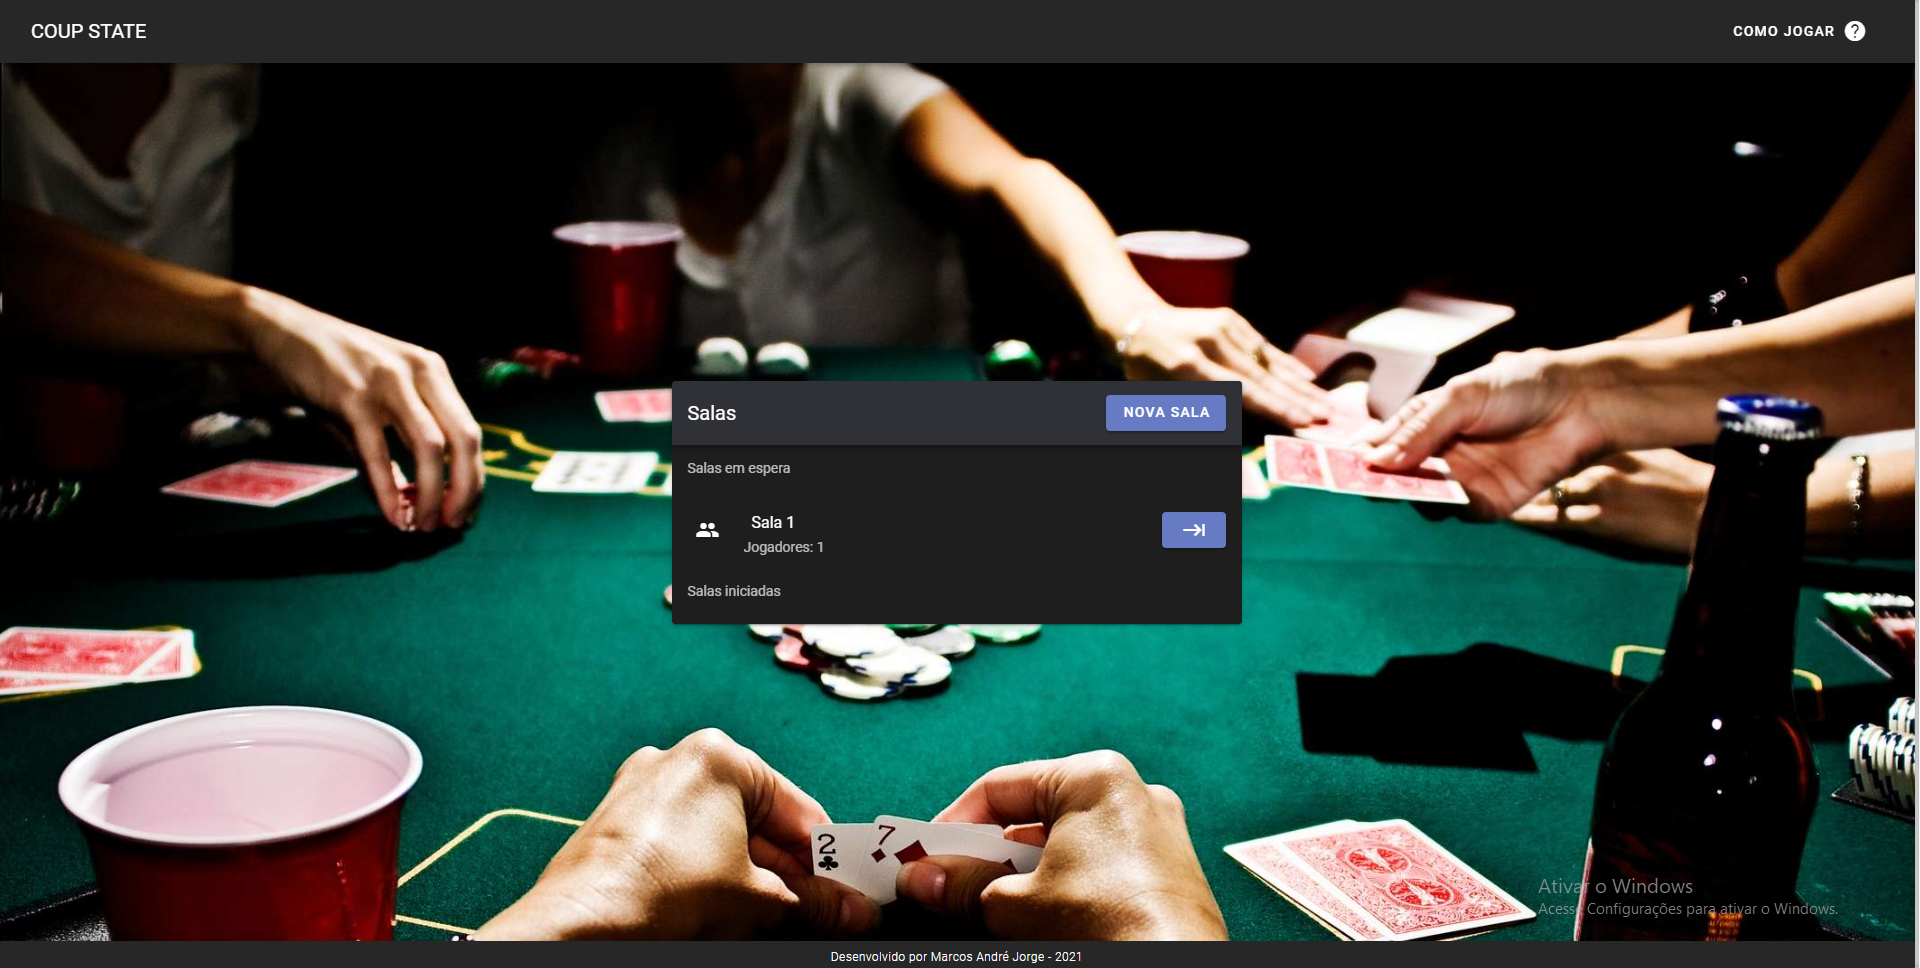 COUP STATE
COMO JOGAR ?
Salas
NOVA SALA
Salas em espera
Sala 1
Jogadores: 1
Salas iniciadas
2
7
Ativar o Windows
Acesse Configurações para ativar o Windows.
Desenvolvido por Marcos André Jorge - 2021